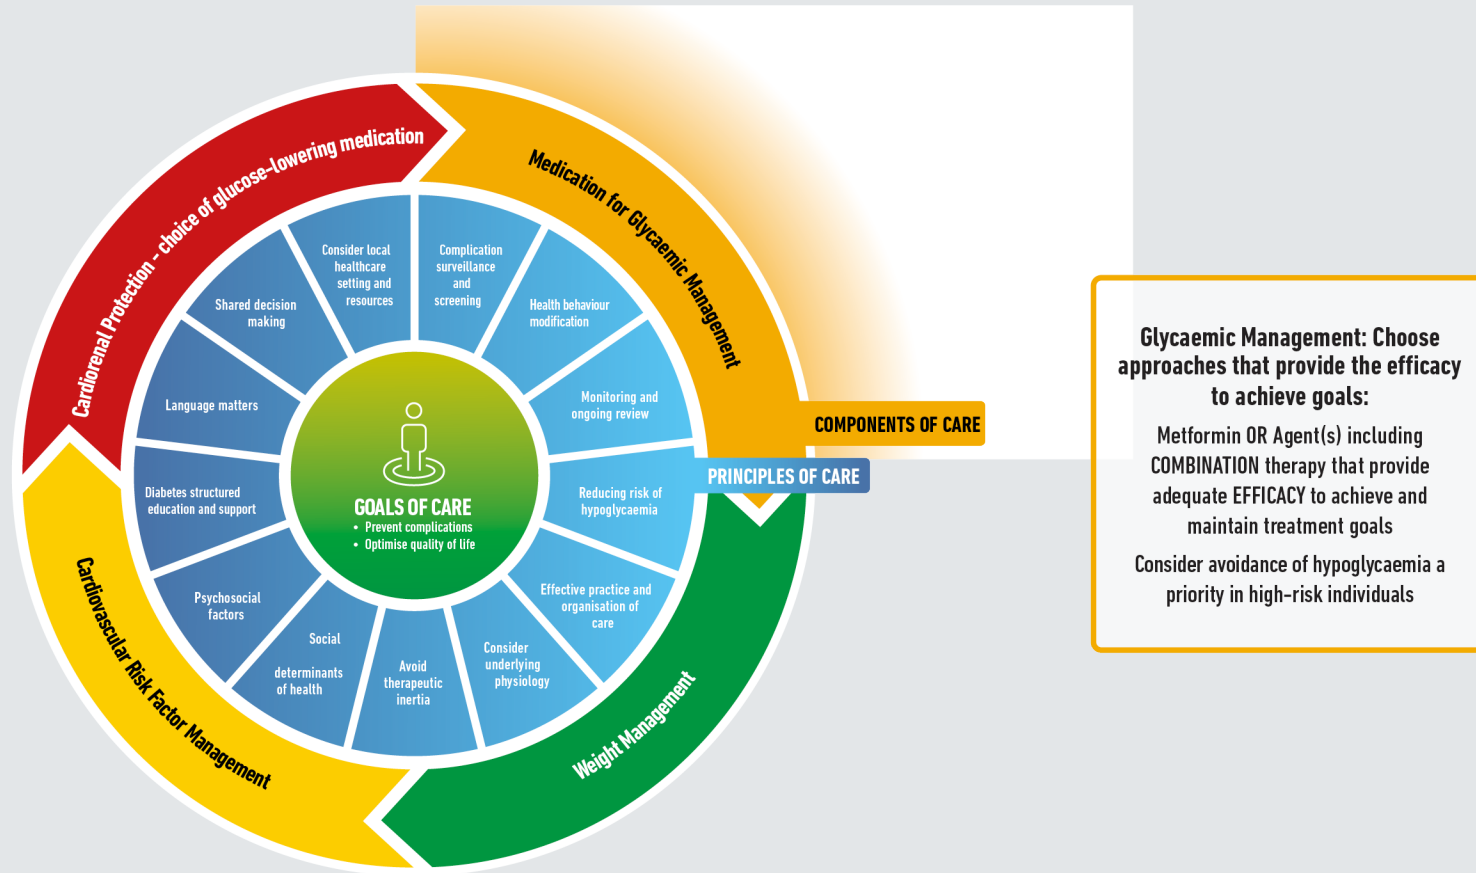 Cardiorenal Protection - choice of glucose-lowering medication
Medication for Glycaemic Management
Weight Management
Cardiovascular Risk Factor Management
COMPONENTS OF CARE
PRINCIPLES OF CARE
Complication
surveillance
and
screening
Health behaviour
modification
Monitoring and
ongoing review
Reducing risk of
hypoglycaemia
Effective practice and
organisation of
care
Consider
underlying
physiology
Avoid
therapeutic
inertia
Social
determinants
of health
Psychosocial
factors
Diabetes structured
education and support
Language matters
Shared decision
making
Consider local
healthcare
setting and
resources
GOALS OF CARE
• Prevent complications
• Optimise quality of life
Glycaemic Management: Choose
approaches that provide the efficacy
to achieve goals:
Metformin OR Agent(s) including
COMBINATION therapy that provide
adequate EFFICACY to achieve and
maintain treatment goals
Consider avoidance of hypoglycaemia a
priority in high-risk individuals